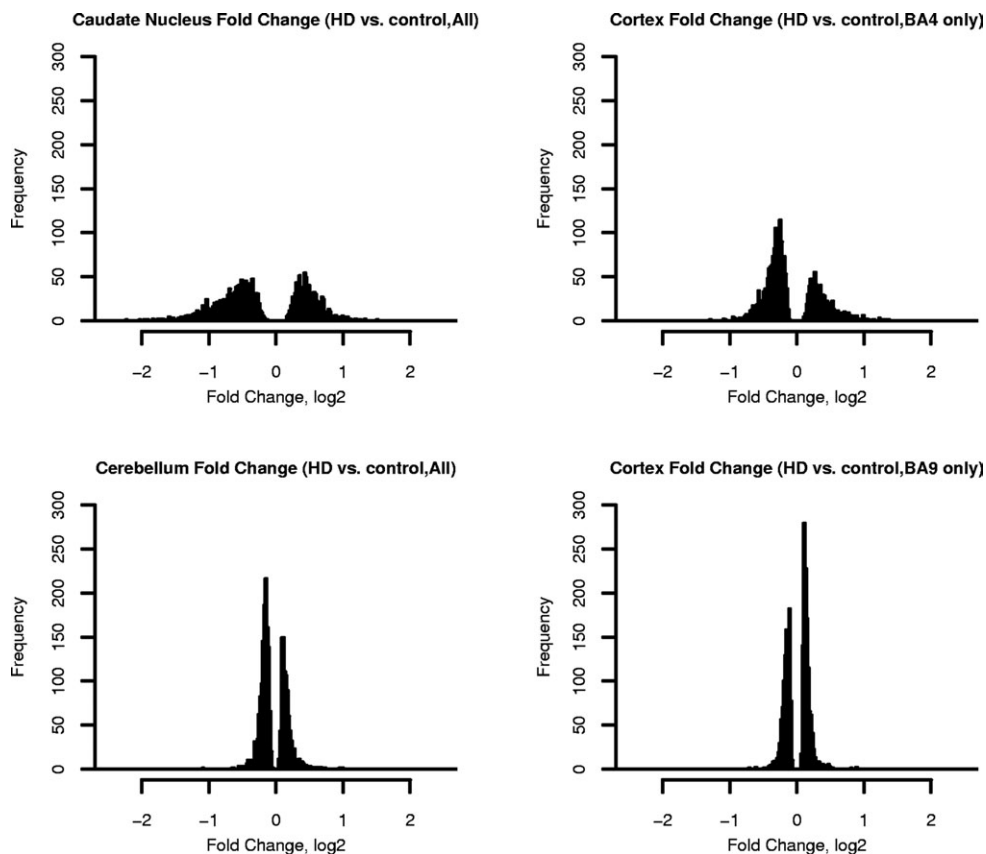 Caudate Nucleus Fold Change (HD vs. control,All)
300
250
200
150
100
50
0
Frequency
−2 −1 0 1 2
Fold Change, log2
Cortex Fold Change (HD vs. control,BA4 only)
300
250
200
150
100
50
0
Frequency
−2 −1 0 1 2
Fold Change, log2
Cerebellum Fold Change (HD vs. control,All)
300
250
200
150
100
50
0
Frequency
−2 −1 0 1 2
Fold Change, log2
Cortex Fold Change (HD vs. control,BA9 only)
300
250
200
150
100
50
0
Frequency
−2 −1 0 1 2
Fold Change, log2